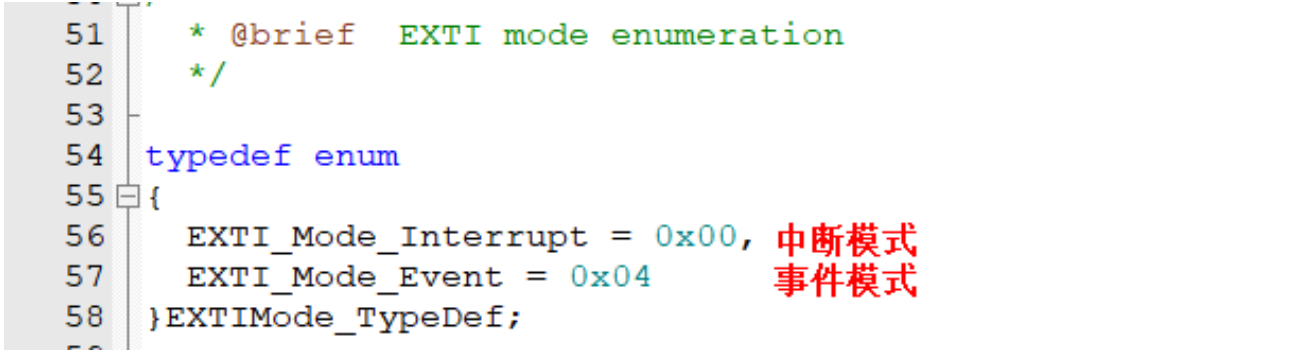 51 * @brief EXTI mode enumeration
52 */
53
54 typedef enum
55 {
56 EXTI_Mode_Interrupt = 0x00, 中断模式
57 EXTI_Mode_Event = 0x04 事件模式
58 }EXTIMode_TypeDef;